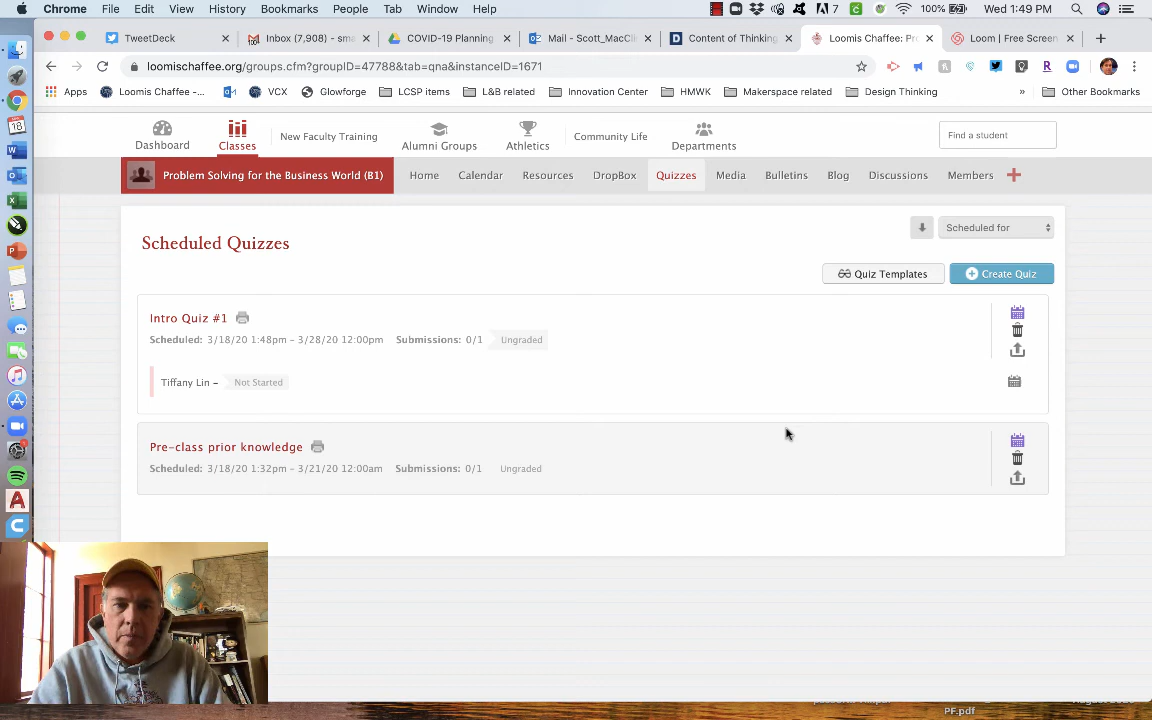 Chrome File Edit View History Bookmarks People Tab Window Help 7 100% Wed 1:49 PM
TweetDeck Inbox (7,908) - sma COVID-19 Planning Mail - Scott_MacCli Content of Thinking Loomis Chaffee: Pro Loom | Free Screen
loomischaffee.org/groups.cfm?groupID=47788&tab=qna&instanceID=1671
Apps Loomis Chaffee -... VCX Glowforge LCSP items L&B related Innovation Center HMWK Makerspace related Design Thinking » Other Bookmarks
Dashboard Classes New Faculty Training Alumni Groups Athletics Community Life Departments Find a student
Problem Solving for the Business World (B1) Home Calendar Resources DropBox Quizzes Media Bulletins Blog Discussions Members
Scheduled Quizzes Scheduled for
Quiz Templates Create Quiz
Intro Quiz #1
Scheduled: 3/18/20 1:48pm - 3/28/20 12:00pm Submissions: 0/1 Ungraded
Tiffany Lin – Not Started
Pre-class prior knowledge
Scheduled: 3/18/20 1:32pm - 3/21/20 12:00am Submissions: 0/1 Ungraded
PF.pdf